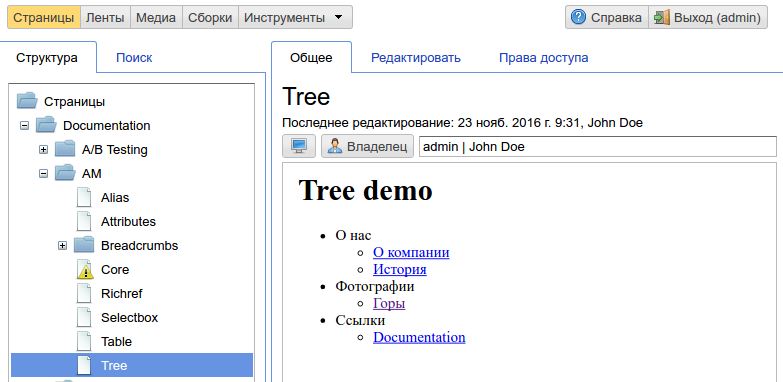 Страницы Ленты Медиа Сборки Инструменты Справка Выход (admin)
Структура Поиск
Страницы
Documentation
A/B Testing
AM
Alias
Attributes
Breadcrumbs
Core
Richref
Selectbox
Table
Tree
Общее Редактировать Права доступа
Tree
Последнее редактирование: 23 нояб. 2016 г. 9:31, John Doe
Владелец admin | John Doe
Tree demo
О нас
О компании
История
Фотографии
Горы
Ссылки
Documentation